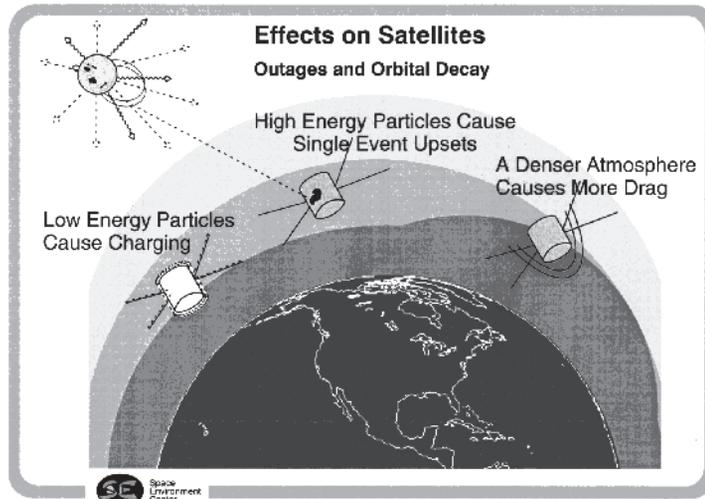 Effects on Satellites
Outages and Orbital Decay
High Energy Particles Cause
Single Event Upsets
A Denser Atmosphere
Causes More Drag
Low Energy Particles
Cause Charging
SE
Space
Environment
Center